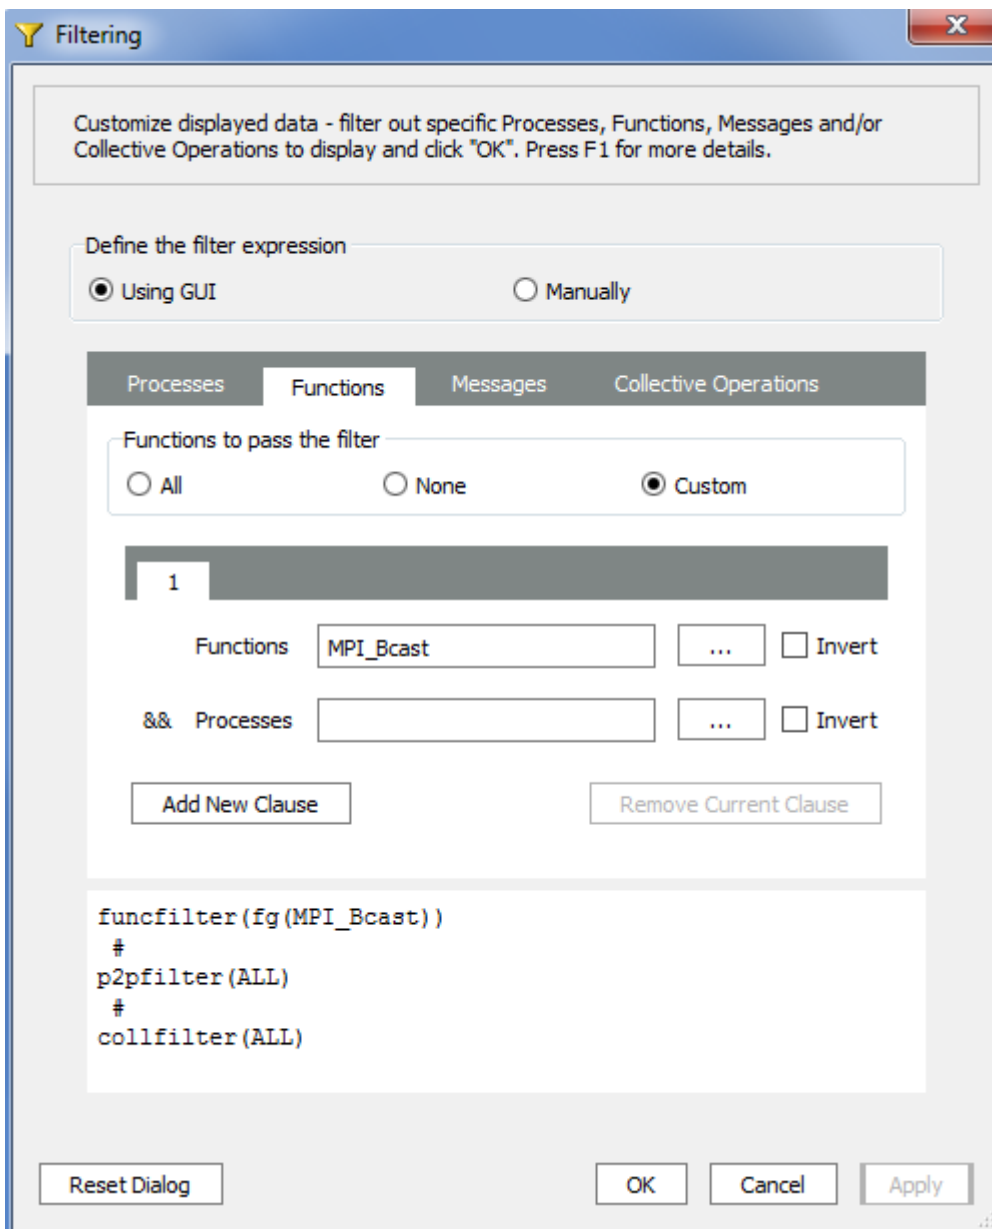 Filtering
X
Customize displayed data - filter out specific Processes, Functions, Messages and/or
Collective Operations to display and click "OK". Press F1 for more details.
Define the filter expression
Using GUI
Manually
Processes
Functions
Messages
Collective Operations
Functions to pass the filter
All
None
Custom
1
Functions
MPI_Bcast
...
Invert
&&
Processes
...
Invert
Add New Clause
Remove Current Clause
funcfilter(fg(MPI_Bcast))
#
p2pfilter(ALL)
#
collfilter(ALL)
Reset Dialog
OK
Cancel
Apply